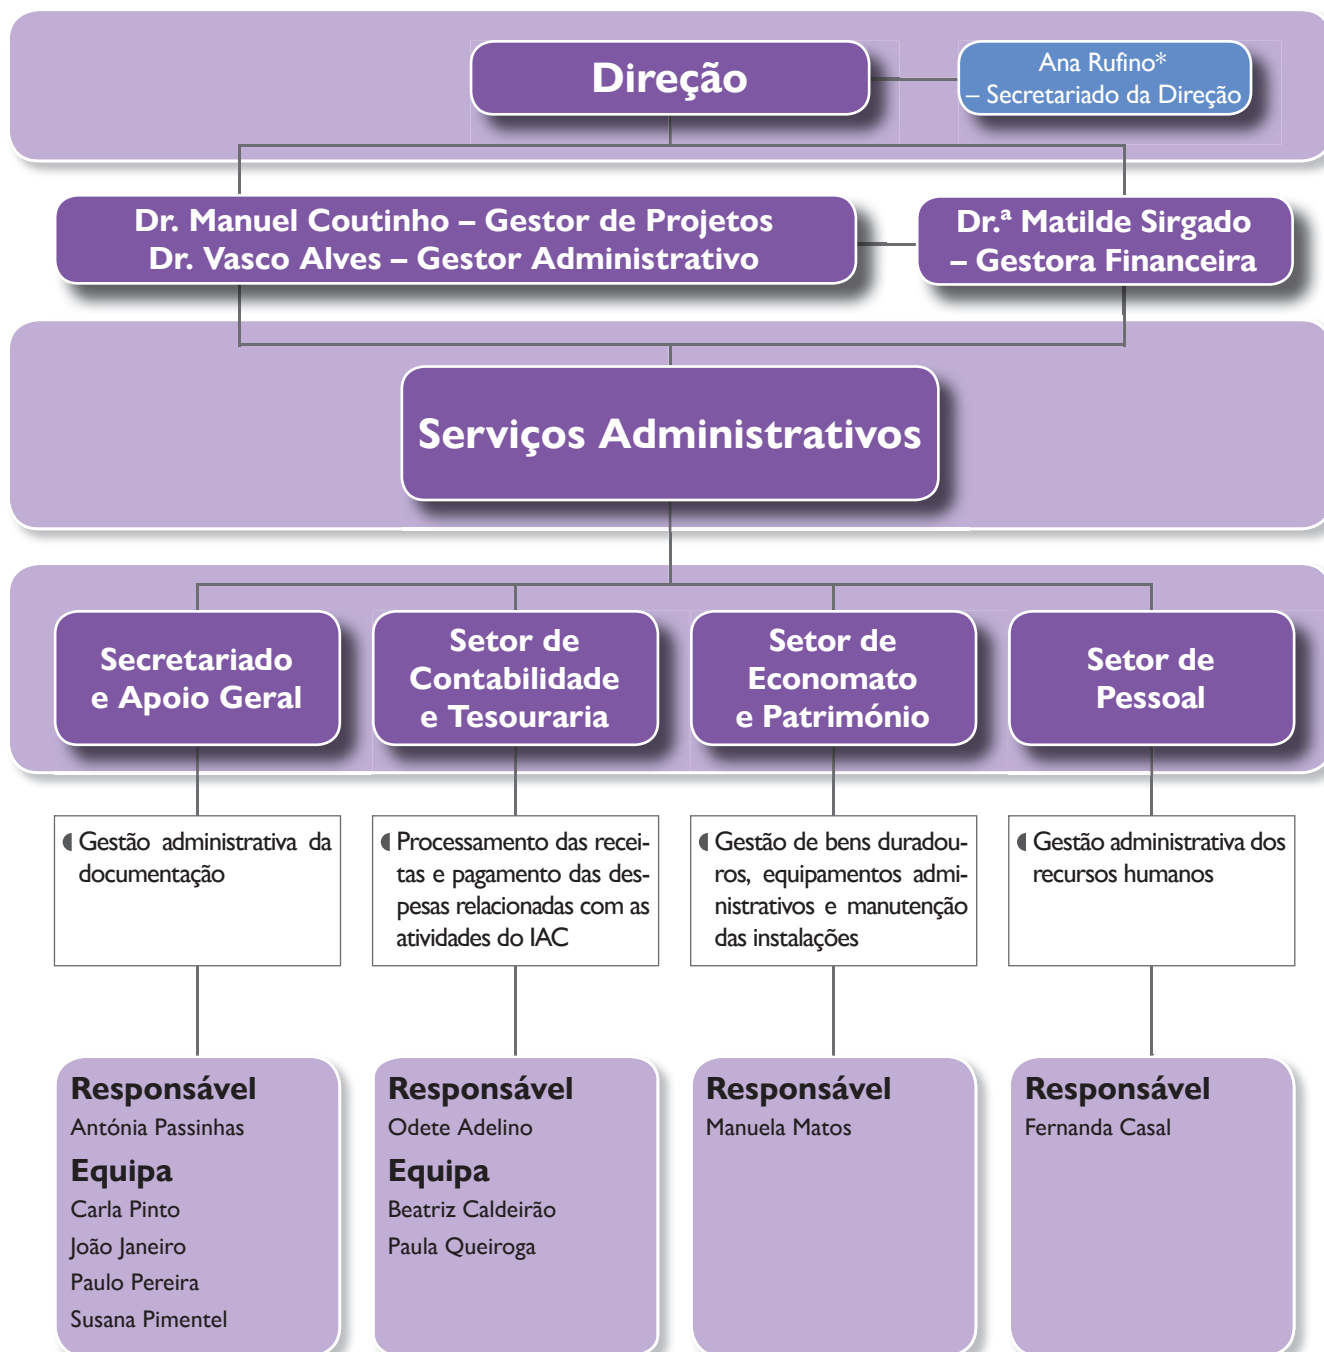 Direção
Ana Rufino*
– Secretariado da Direção
Dr. Manuel Coutinho – Gestor de Projetos
Dr. Vasco Alves – Gestor Administrativo
Dr.ª Matilde Sirgado
– Gestora Financeira
Serviços Administrativos
Secretariado
e Apoio Geral
Setor de
Contabilidade
e Tesouraria
Setor de
Economato
e Património
Setor de
Pessoal
Gestão administrativa da
documentação
Processamento das recei-
tas e pagamento das des-
pesas relacionadas com as
atividades do IAC
Gestão de bens duradou-
ros, equipamentos admi-
nistrativos e manutenção
das instalações
Gestão administrativa dos
recursos humanos
Responsável
Antónia Passinhas
Equipa
Carla Pinto
João Janeiro
Paulo Pereira
Susana Pimentel
Responsável
Odete Adelino
Equipa
Beatriz Caldeirão
Paula Queiroga
Responsável
Manuela Matos
Responsável
Fernanda Casal